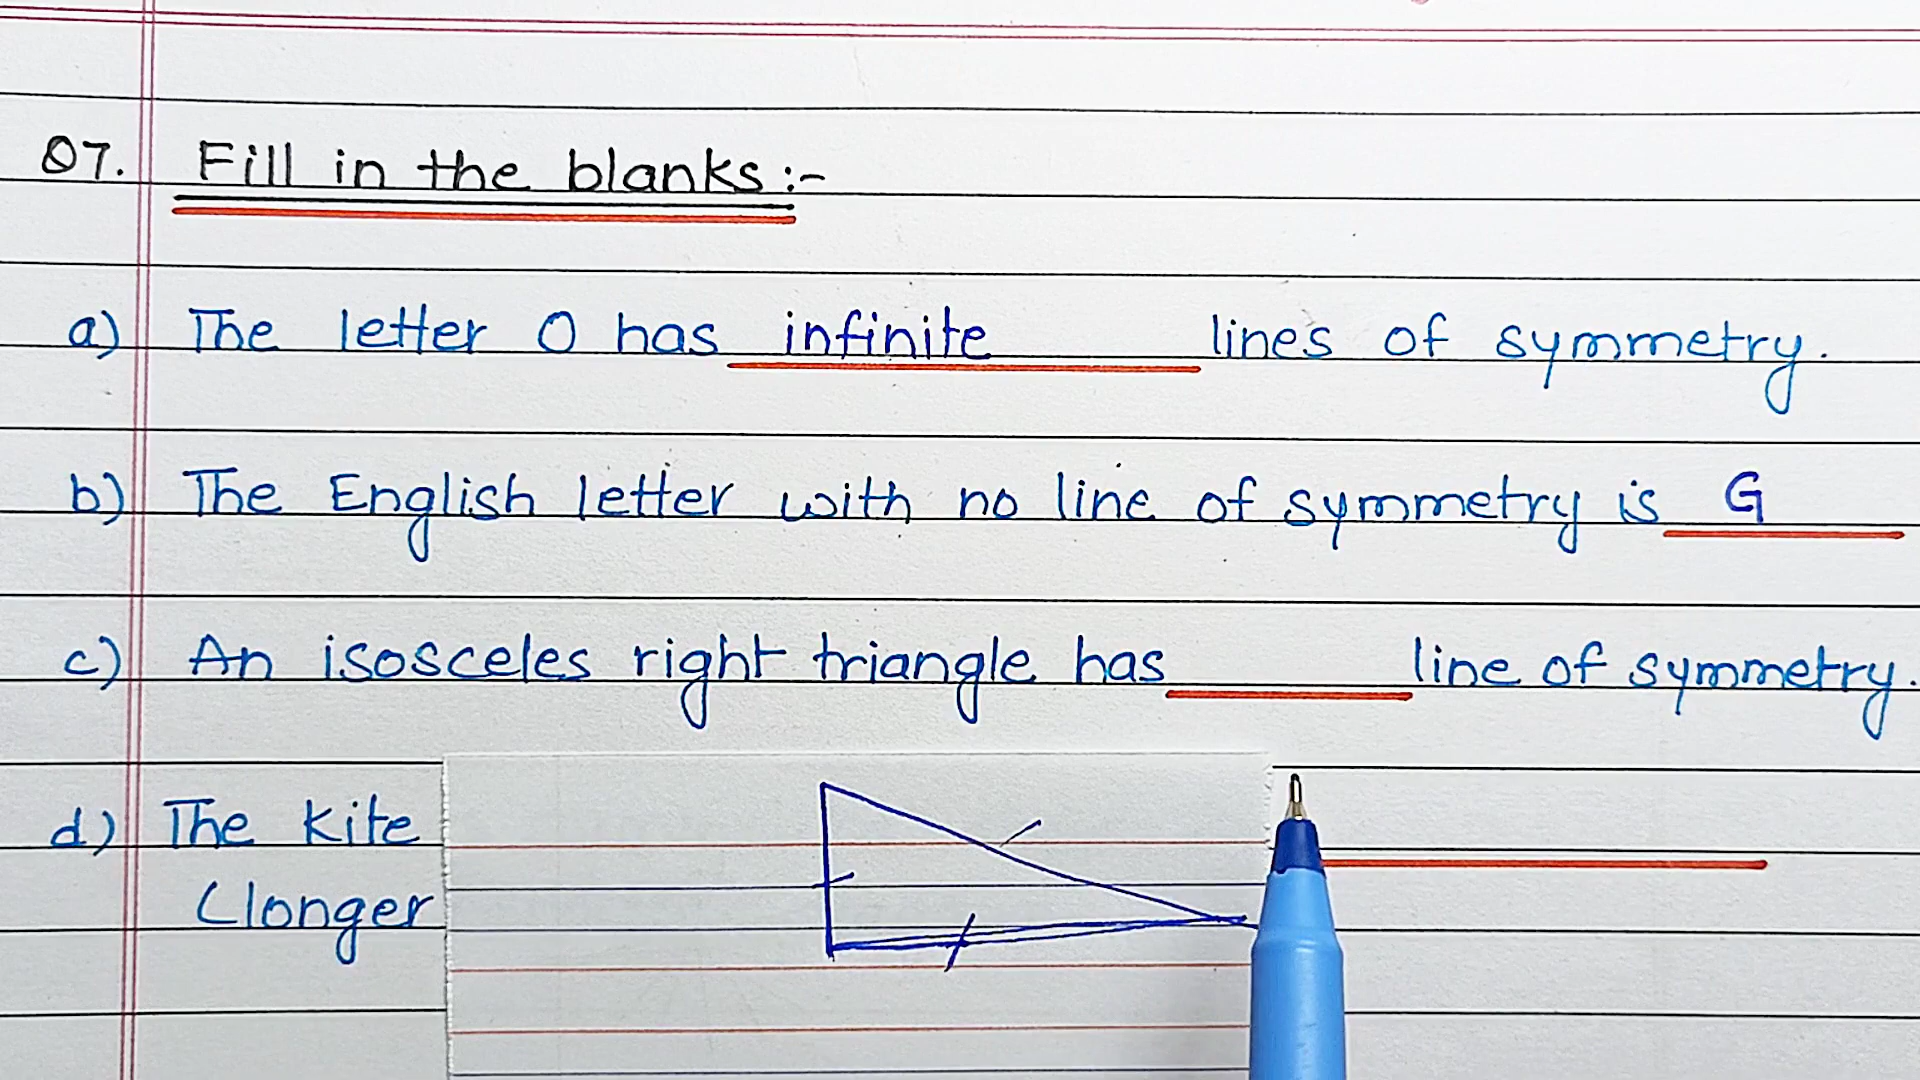 Q7. Fill in the blanks :-
a) The letter O has infinite lines of symmetry.
b) The English letter with no line of symmetry is G
c) An isosceles right triangle has line of symmetry.
d) The Kite
(longer